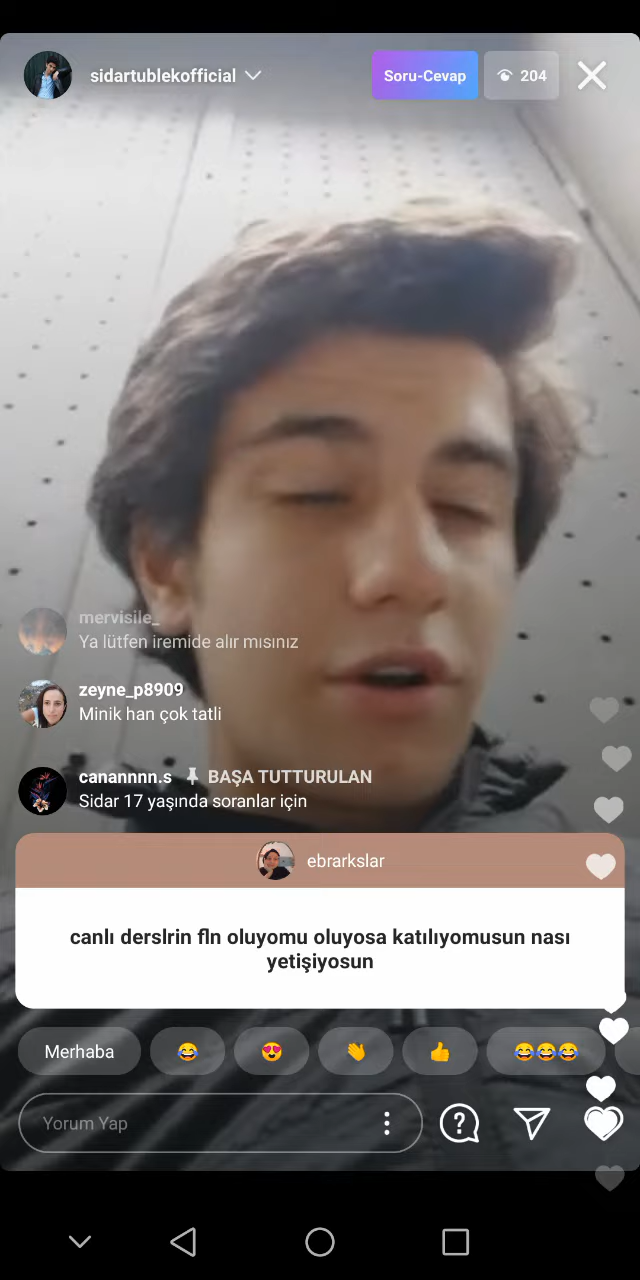 sidartublekofficial
Soru-Cevap
204
mervisile_
Ya lütfen iremide alır mısınız
zeyne_p8909
Minik han çok tatli
canannnn.s BAŞA TUTTURULAN
Sidar 17 yaşında soranlar için
ebrarkslar
canlı derslrin fln oluyomu oluyosa katılıyomusun nası
yetişiyosun
Merhaba
Yorum Yap